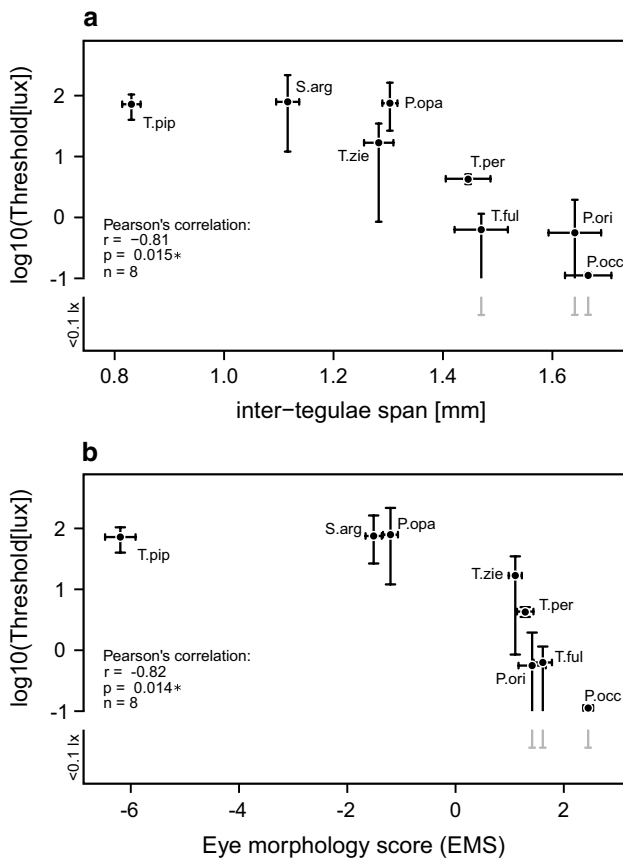 a
log10(Threshold[lux])
2
1
0
-1
<0.1 lx
T.pip
S.arg
P.opa
T.zie
T.per
T.ful
P.ori
P.occ
Pearson's correlation:
r = −0.81
p = 0.015*
n = 8
0.8 1.0 1.2 1.4 1.6
inter−tegulae span [mm]
b
log10(Threshold[lux])
2
1
0
-1
<0.1 lx
T.pip
S.arg
P.opa
T.zie
T.per
T.ful
P.ori
P.occ
Pearson's correlation:
r = -0.82
p = 0.014*
n = 8
-6 -4 -2 0 2
Eye morphology score (EMS)